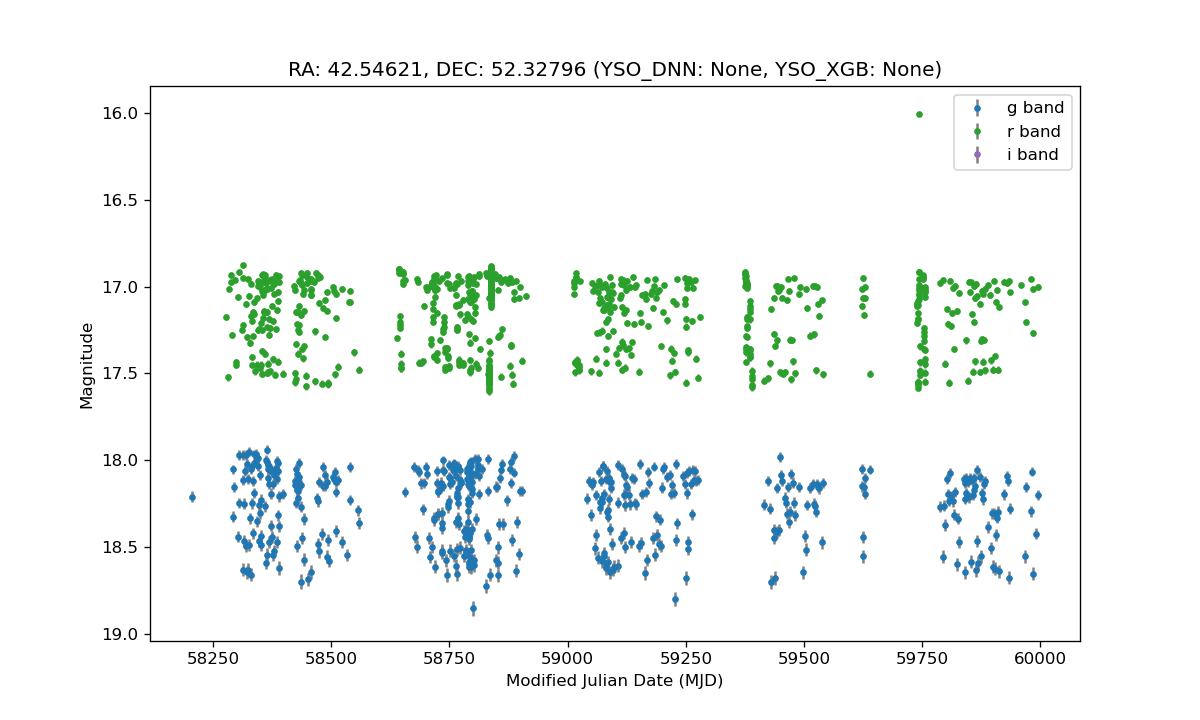 RA: 42.54621, DEC: 52.32796 (YSO_DNN: None, YSO_XGB: None)
g band
r band
i band
16.0
16.5
17.0
17.5
18.0
18.5
19.0
Magnitude
58250 58500 58750 59000 59250 59500 59750 60000
Modified Julian Date (MJD)